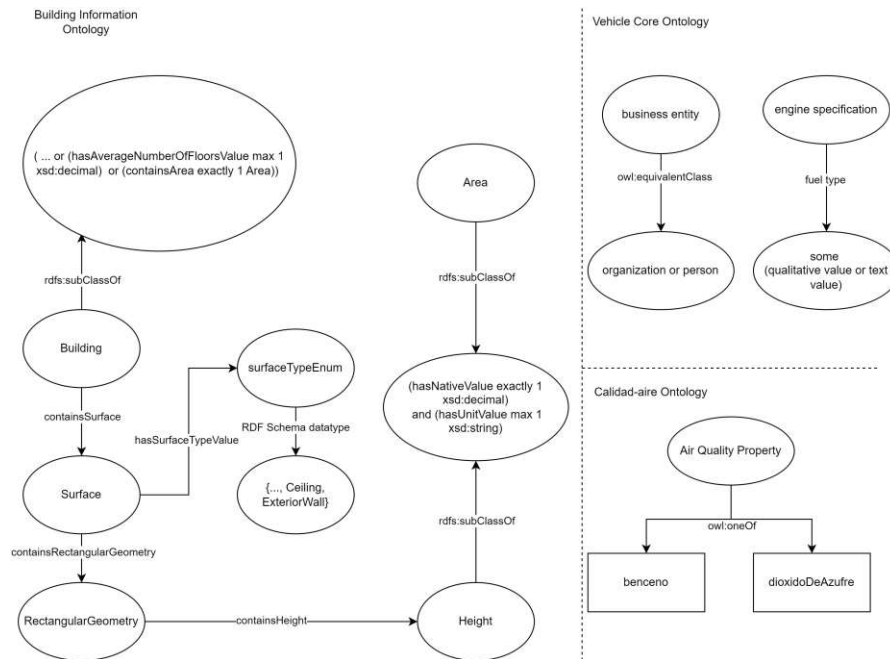 Building Information
Ontology
( ... or (hasAverageNumberOfFloorsValue max 1
xsd:decimal)  or (containsArea exactly 1 Area))
rdfs:subClassOf
Building
containsSurface
Surface
hasSurfaceTypeValue
surfaceTypeEnum
RDF Schema datatype
{..., Ceiling,
ExteriorWall}
containsRectangularGeometry
RectangularGeometry
containsHeight
Height
rdfs:subClassOf
Area
rdfs:subClassOf
(hasNativeValue exactly 1
xsd:decimal)
and (hasUnitValue max 1
xsd:string)
Vehicle Core Ontology
business entity
owl:equivalentClass
organization or person
engine specification
fuel type
some
(qualitative value or text
value)
Calidad-aire Ontology
Air Quality Property
owl:oneOf
benceno
dioxidoDeAzufre